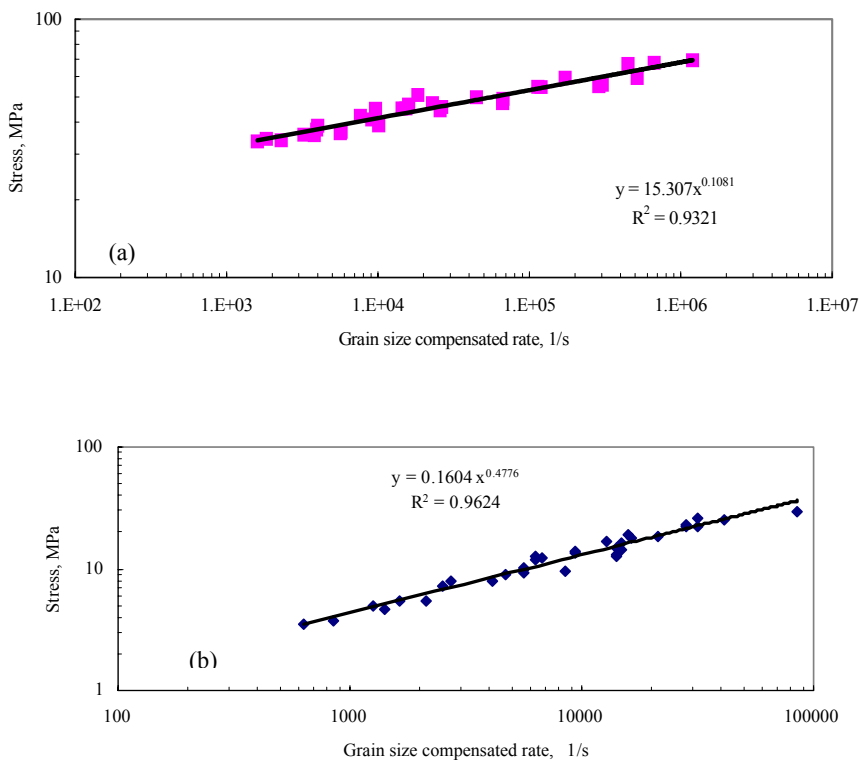 100
Stress, MPa
y = 15.307x^0.1081
R^2 = 0.9321
(a)
10
1.E+02 1.E+03 1.E+04 1.E+05 1.E+06 1.E+07
Grain size compensated rate, 1/s
100
y = 0.1604 x^0.4776
R^2 = 0.9624
Stress, MPa
10
(b)
1
100 1000 10000 100000
Grain size compensated rate, 1/s